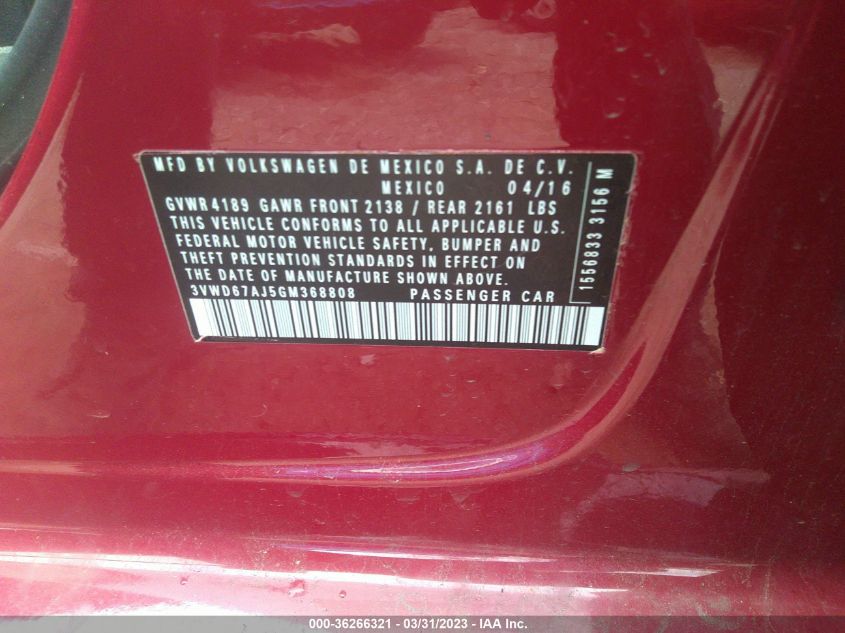 MFD BY VOLKSWAGEN DE MEXICO S.A. DE C.V.
MEXICO 04/16
GVWR 4189 GAWR FRONT 2138 / REAR 2161 LBS
THIS VEHICLE CONFORMS TO ALL APPLICABLE U.S.
FEDERAL MOTOR VEHICLE SAFETY, BUMPER AND
THEFT PREVENTION STANDARDS IN EFFECT ON
THE DATE OF MANUFACTURE SHOWN ABOVE.
3VWD67AJ5GM368808 PASSENGER CAR
1556833 3156 M
000-36266321 / 03/31/2023 - IAA Inc.